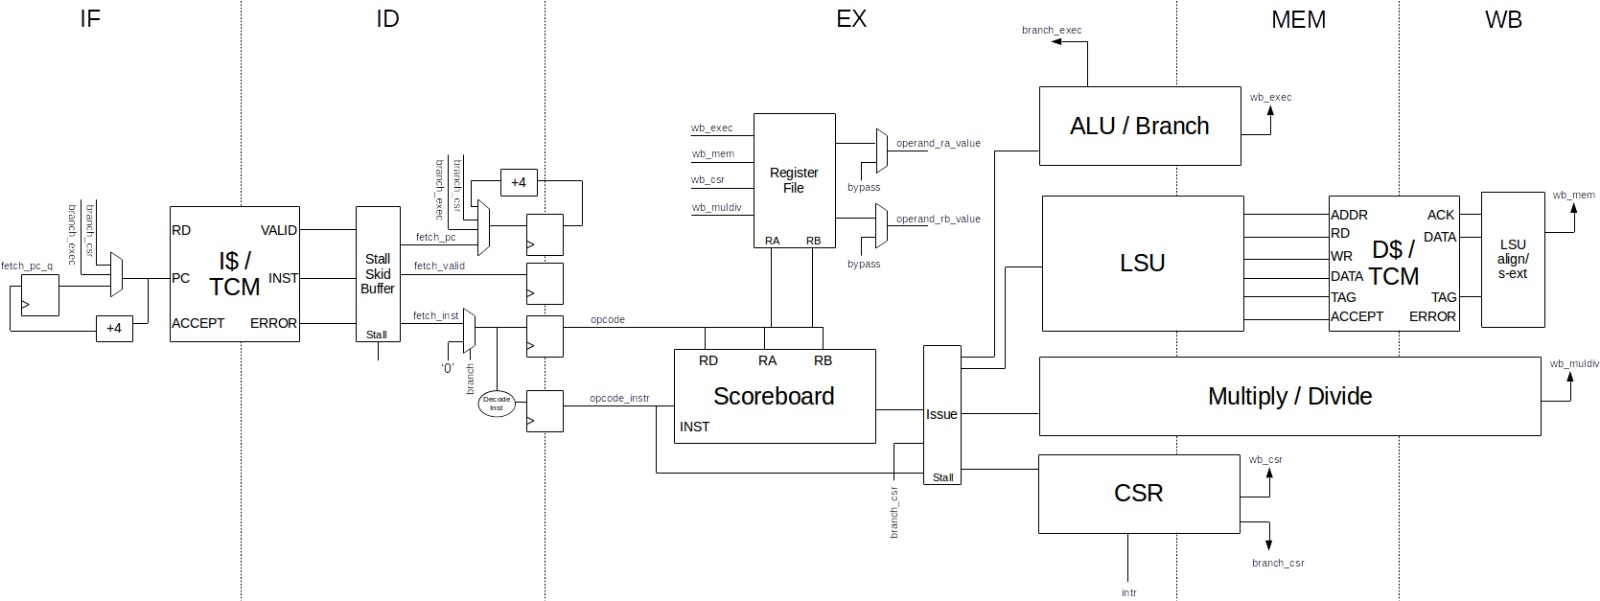 IF
ID
EX
MEM
WB
branch_exec
branch_csr
fetch_pc_q
+4
RD
PC
ACCEPT
I$ /
TCM
VALID
INST
ERROR
Stall
Skid
Buffer
Stall
branch_exec
branch_csr
+4
fetch_pc
fetch_valid
fetch_inst
'0'
branch
Decode
Inst
opcode
opcode_instr
wb_exec
wb_mem
wb_csr
wb_muldiv
Register
File
RA
RB
operand_ra_value
bypass
operand_rb_value
bypass
RD
RA
RB
Scoreboard
INST
Issue
Stall
branch_csr
branch_exec
ALU / Branch
wb_exec
LSU
ADDR
RD
WR
DATA
TAG
ACCEPT
D$ /
TCM
ACK
DATA
TAG
ERROR
LSU
align/
s-ext
wb_mem
Multiply / Divide
wb_muldiv
CSR
wb_csr
branch_csr
intr